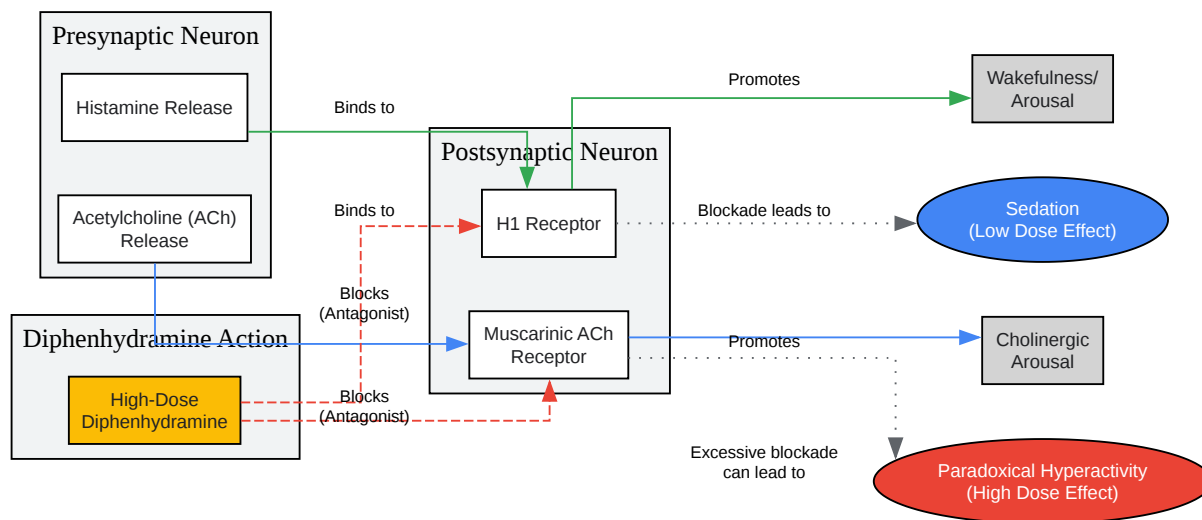 Presynaptic Neuron
Histamine Release
Acetylcholine (ACh)
Release
Binds to
Promotes
Wakefulness/
Arousal
Postsynaptic Neuron
Binds to
H1 Receptor
Blockade leads to
Sedation
(Low Dose Effect)
Diphenhydramine Action
High-Dose
Diphenhydramine
Blocks
(Antagonist)
Blocks
(Antagonist)
Muscarinic ACh
Receptor
Promotes
Cholinergic
Arousal
Excessive blockade
can lead to
Paradoxical Hyperactivity
(High Dose Effect)